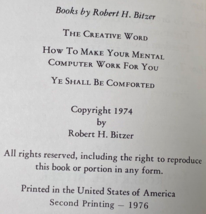 Books by Robert H. Bitzer
THE CREATIVE WORD
HOW TO MAKE YOUR MENTAL
COMPUTER WORK FOR YOU
YE SHALL BE COMFORTED
Copyright 1974
by
Robert H. Bitzer
All rights reserved, including the right to reproduce
this book or portion in any form.
Printed in the United States of America
Second Printing — 1976